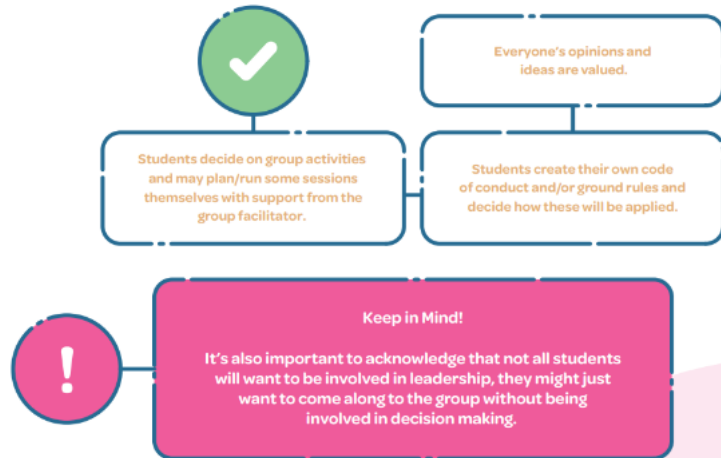 Everyone's opinions and
ideas are valued.
Students decide on group activities
and may plan/run some sessions
themselves with support from the
group facilitator.
Students create their own code
of conduct and/or ground rules and
decide how these will be applied.
Keep in Mind!
It's also important to acknowledge that not all students
will want to be involved in leadership, they might just
want to come along to the group without being
involved in decision making.